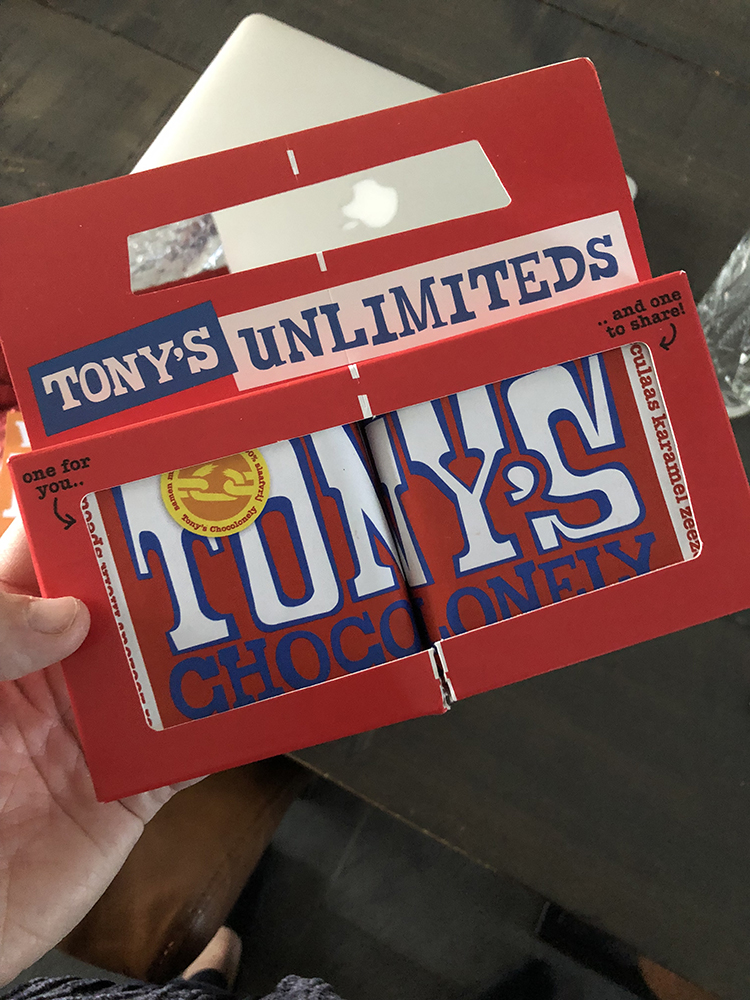 TONY'S UNLIMITEDS
.. and one
to share!
one for
you..
TONY'S
CHOCOLONELY
Tony's Chocolonely
culaas karamel zeez